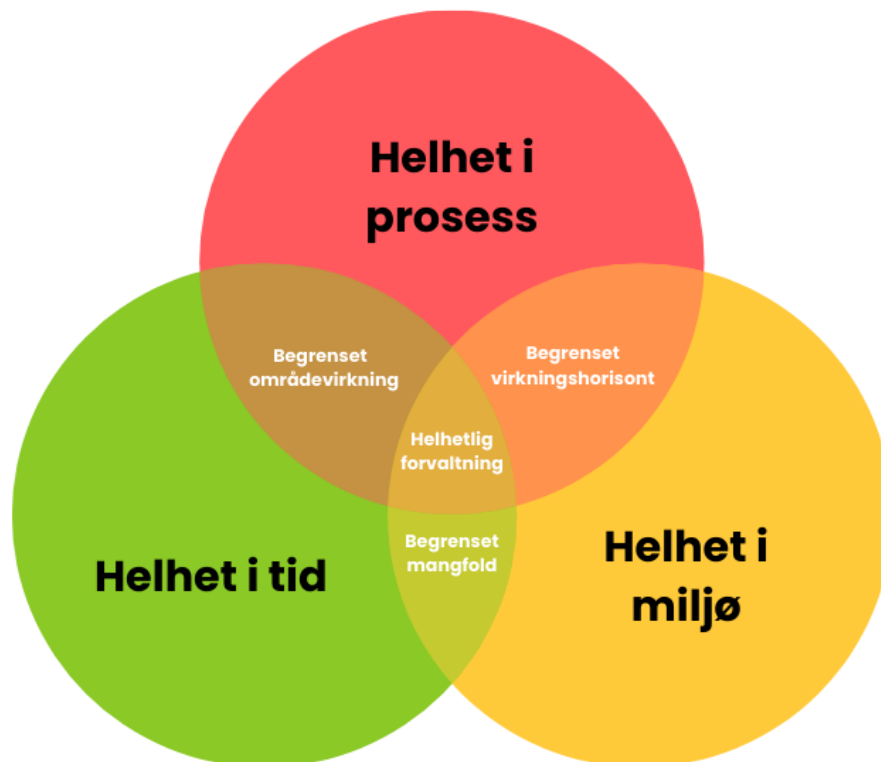 Helhet i
prosess
Begrenset
områdevirkning
Begrenset
virkningshorisont
Helhetlig
forvaltning
Begrenset
mangfold
Helhet i tid
Helhet i
miljø